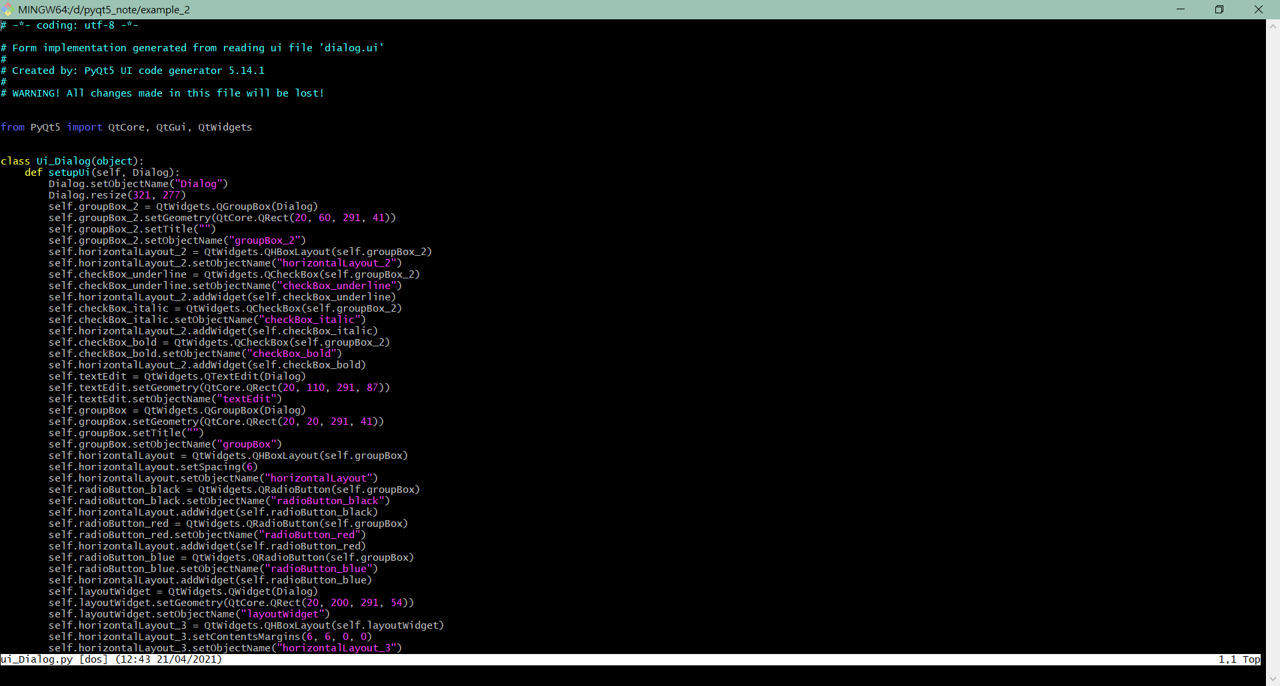 MINGW64:/d/pyqt5_note/example_2
# -*- coding: utf-8 -*-
# Form implementation generated from reading ui file 'dialog.ui'
#
# Created by: PyQt5 UI code generator 5.14.1
#
# WARNING! All changes made in this file will be lost!
from PyQt5 import QtCore, QtGui, QtWidgets
class Ui_Dialog(object):
    def setupUi(self, Dialog):
        Dialog.setObjectName("Dialog")
        Dialog.resize(321, 277)
        self.groupBox_2 = QtWidgets.QGroupBox(Dialog)
        self.groupBox_2.setGeometry(QtCore.QRect(20, 60, 291, 41))
        self.groupBox_2.setTitle("")
        self.groupBox_2.setObjectName("groupBox_2")
        self.horizontalLayout_2 = QtWidgets.QHBoxLayout(self.groupBox_2)
        self.horizontalLayout_2.setObjectName("horizontalLayout_2")
        self.checkBox_underline = QtWidgets.QCheckBox(self.groupBox_2)
        self.checkBox_underline.setObjectName("checkBox_underline")
        self.horizontalLayout_2.addWidget(self.checkBox_underline)
        self.checkBox_italic = QtWidgets.QCheckBox(self.groupBox_2)
        self.checkBox_italic.setObjectName("checkBox_italic")
        self.horizontalLayout_2.addWidget(self.checkBox_italic)
        self.checkBox_bold = QtWidgets.QCheckBox(self.groupBox_2)
        self.checkBox_bold.setObjectName("checkBox_bold")
        self.horizontalLayout_2.addWidget(self.checkBox_bold)
        self.textEdit = QtWidgets.QTextEdit(Dialog)
        self.textEdit.setGeometry(QtCore.QRect(20, 110, 291, 87))
        self.textEdit.setObjectName("textEdit")
        self.groupBox = QtWidgets.QGroupBox(Dialog)
        self.groupBox.setGeometry(QtCore.QRect(20, 20, 291, 41))
        self.groupBox.setTitle("")
        self.groupBox.setObjectName("groupBox")
        self.horizontalLayout = QtWidgets.QHBoxLayout(self.groupBox)
        self.horizontalLayout.setSpacing(6)
        self.horizontalLayout.setObjectName("horizontalLayout")
        self.radioButton_black = QtWidgets.QRadioButton(self.groupBox)
        self.radioButton_black.setObjectName("radioButton_black")
        self.horizontalLayout.addWidget(self.radioButton_black)
        self.radioButton_red = QtWidgets.QRadioButton(self.groupBox)
        self.radioButton_red.setObjectName("radioButton_red")
        self.horizontalLayout.addWidget(self.radioButton_red)
        self.radioButton_blue = QtWidgets.QRadioButton(self.groupBox)
        self.radioButton_blue.setObjectName("radioButton_blue")
        self.horizontalLayout.addWidget(self.radioButton_blue)
        self.layoutWidget = QtWidgets.QWidget(Dialog)
        self.layoutWidget.setGeometry(QtCore.QRect(20, 200, 291, 54))
        self.layoutWidget.setObjectName("layoutWidget")
        self.horizontalLayout_3 = QtWidgets.QHBoxLayout(self.layoutWidget)
        self.horizontalLayout_3.setContentsMargins(6, 6, 0, 0)
        self.horizontalLayout_3.setObjectName("horizontalLayout_3")
ui_Dialog.py [dos] (12:43 21/04/2021) 1,1 Top